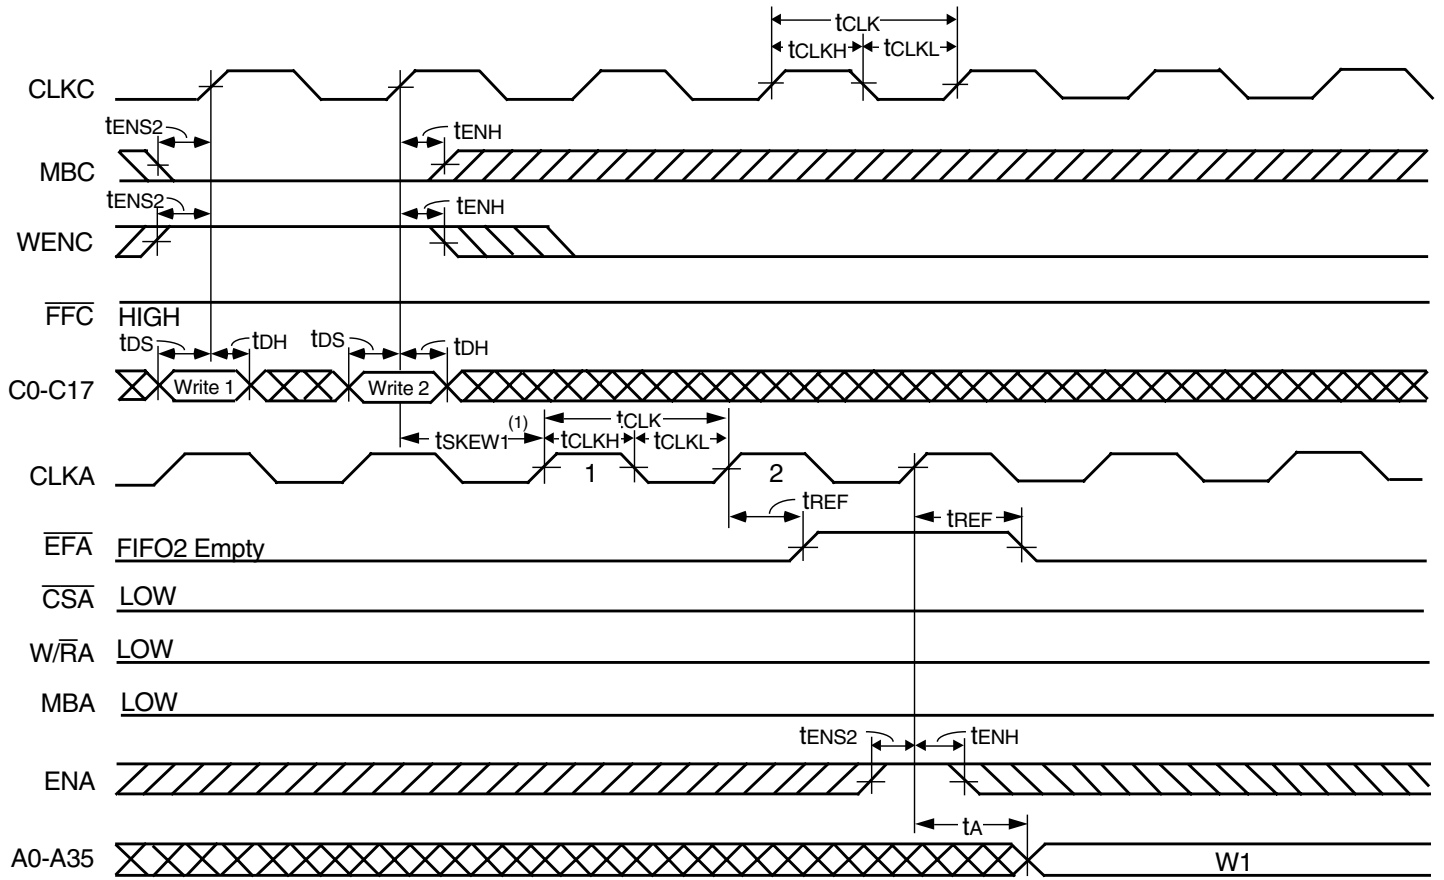 tCLK
tCLKH tCLKL
CLKC
tENS2 tENH
MBC
tENS2 tENH
WENC
FFC HIGH
tDS tDH tDS tDH
C0-C17 Write 1 Write 2
tSKEW1(1) tCLKH tCLK tCLKL
CLKA 1 2
tREF tREF
EFA FIFO2 Empty
CSA LOW
W/RA LOW
MBA LOW
tENS2 tENH
ENA
tA
A0-A35 W1